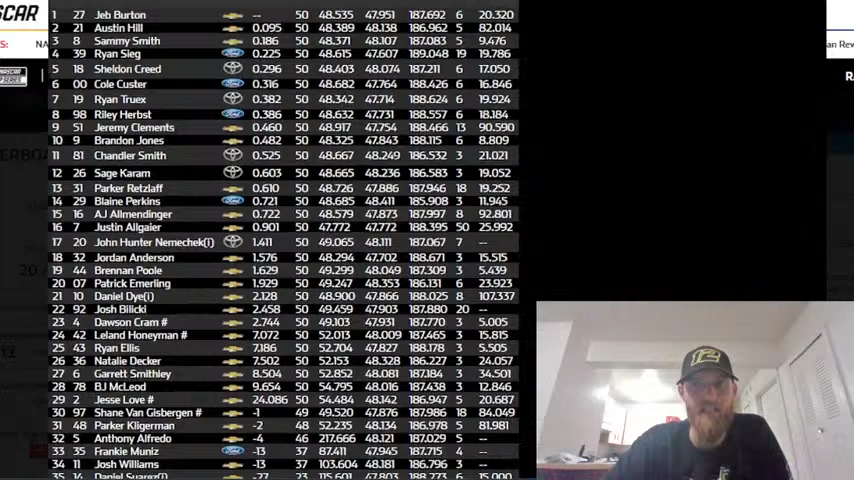 SCAR
ES:
NA
an Rev
R
ERBOA
20 /
1 27 Jeb Burton -- 50 48.535 47.951 187.692 6 20.320
2 21 Austin Hill 0.095 50 48.389 48.138 186.962 5 82.014
3 8 Sammy Smith 0.186 50 48.371 48.107 187.083 5 9.476
4 39 Ryan Sieg 0.225 50 48.615 47.607 189.048 19 19.786
5 18 Sheldon Creed 0.296 50 48.403 48.074 187.211 6 17.050
6 00 Cole Custer 0.316 50 48.682 47.764 188.426 6 16.846
7 19 Ryan Truex 0.382 50 48.342 47.714 188.624 6 19.924
8 98 Riley Herbst 0.386 50 48.632 47.731 188.557 6 18.184
9 51 Jeremy Clements 0.460 50 48.917 47.754 188.466 13 90.590
10 9 Brandon Jones 0.482 50 48.325 47.843 188.115 6 8.809
11 81 Chandler Smith 0.525 50 48.667 48.249 186.532 3 21.021
12 26 Sage Karam 0.603 50 48.665 48.236 186.583 3 19.052
13 31 Parker Retzlaff 0.610 50 48.726 47.886 187.946 18 19.252
14 29 Blaine Perkins 0.721 50 48.685 48.411 185.908 3 11.945
15 16 AJ Allmendinger 0.722 50 48.579 47.873 187.997 8 92.801
16 7 Justin Allgaier 0.901 50 47.772 47.772 188.395 50 25.992
17 20 John Hunter Nemechek(i) 1.411 50 49.065 48.111 187.067 7 --
18 32 Jordan Anderson 1.576 50 48.294 47.702 188.671 3 15.515
19 44 Brennan Poole 1.629 50 49.299 48.049 187.309 3 5.439
20 07 Patrick Emerling 1.929 50 49.247 48.353 186.131 6 23.923
21 10 Daniel Dye(i) 2.128 50 48.900 47.866 188.025 8 107.337
22 92 Josh Bilicki 2.458 50 49.459 47.903 187.880 20 --
23 4 Dawson Cram # 2.744 50 49.103 47.931 187.770 3 5.005
24 42 Leland Honeyman # 7.072 50 52.013 48.009 187.465 3 15.815
25 43 Ryan Ellis 7.186 50 52.704 47.827 188.178 3 5.505
26 36 Natalie Decker 7.502 50 52.153 48.328 186.227 3 24.057
27 6 Garrett Smithley 8.504 50 52.852 48.081 187.184 3 34.501
28 78 BJ McLeod 9.654 50 54.795 48.016 187.438 3 12.846
29 2 Jesse Love # 24.086 50 54.484 48.142 186.947 5 20.687
30 97 Shane Van Gisbergen # -1 49 49.520 47.876 187.986 18 84.049
31 48 Parker Kligerman -2 48 52.235 48.134 186.978 5 81.981
32 5 Anthony Alfredo -4 46 217.666 48.121 187.029 5 --
33 35 Frankie Muniz -13 37 87.411 47.945 187.715 4 --
34 11 Josh Williams -13 37 103.604 48.181 186.796 3 --
35 14 Daniel Suarez(i) -27 23 115.601 47.803 188.273 6 15.000